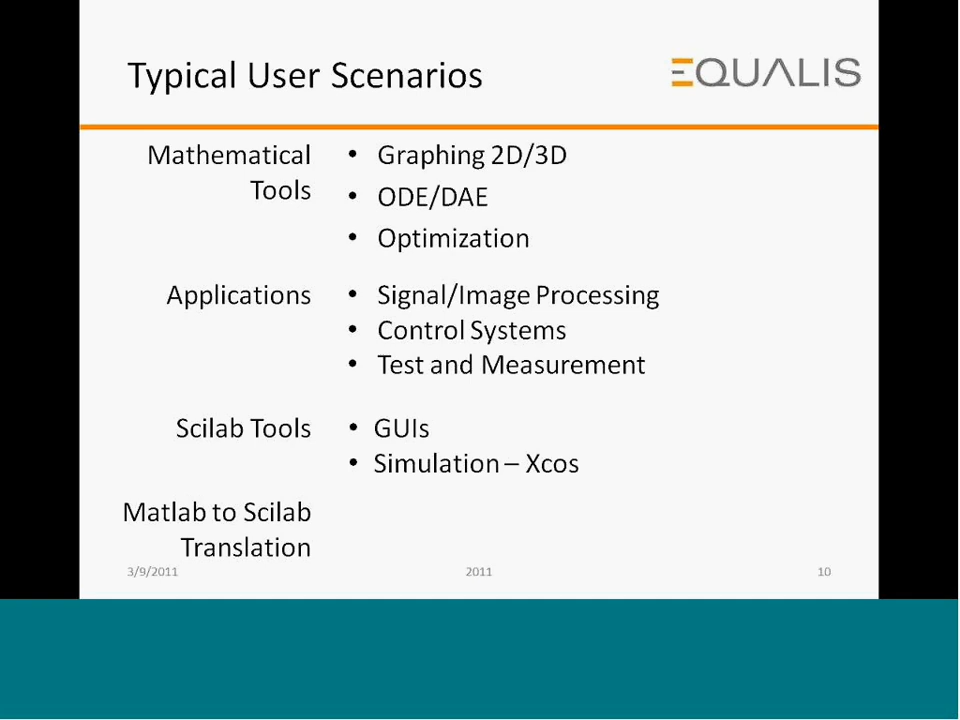 Typical User Scenarios
EQUALIS
Mathematical
Tools
• Graphing 2D/3D
• ODE/DAE
• Optimization
Applications
• Signal/Image Processing
• Control Systems
• Test and Measurement
Scilab Tools
• GUIs
• Simulation – Xcos
Matlab to Scilab
Translation
3/9/2011
2011
10